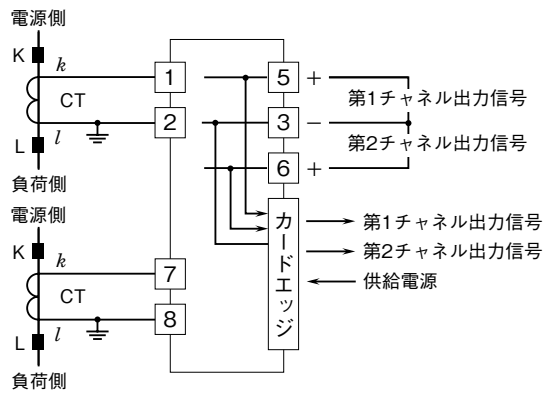 電源側
K
k
CT
L
l
負荷側
1
2
5
+
第1チャネル出力信号
3
−
第2チャネル出力信号
6
+
カードエッジ
第1チャネル出力信号
第2チャネル出力信号
供給電源
電源側
K
k
CT
L
l
負荷側
7
8